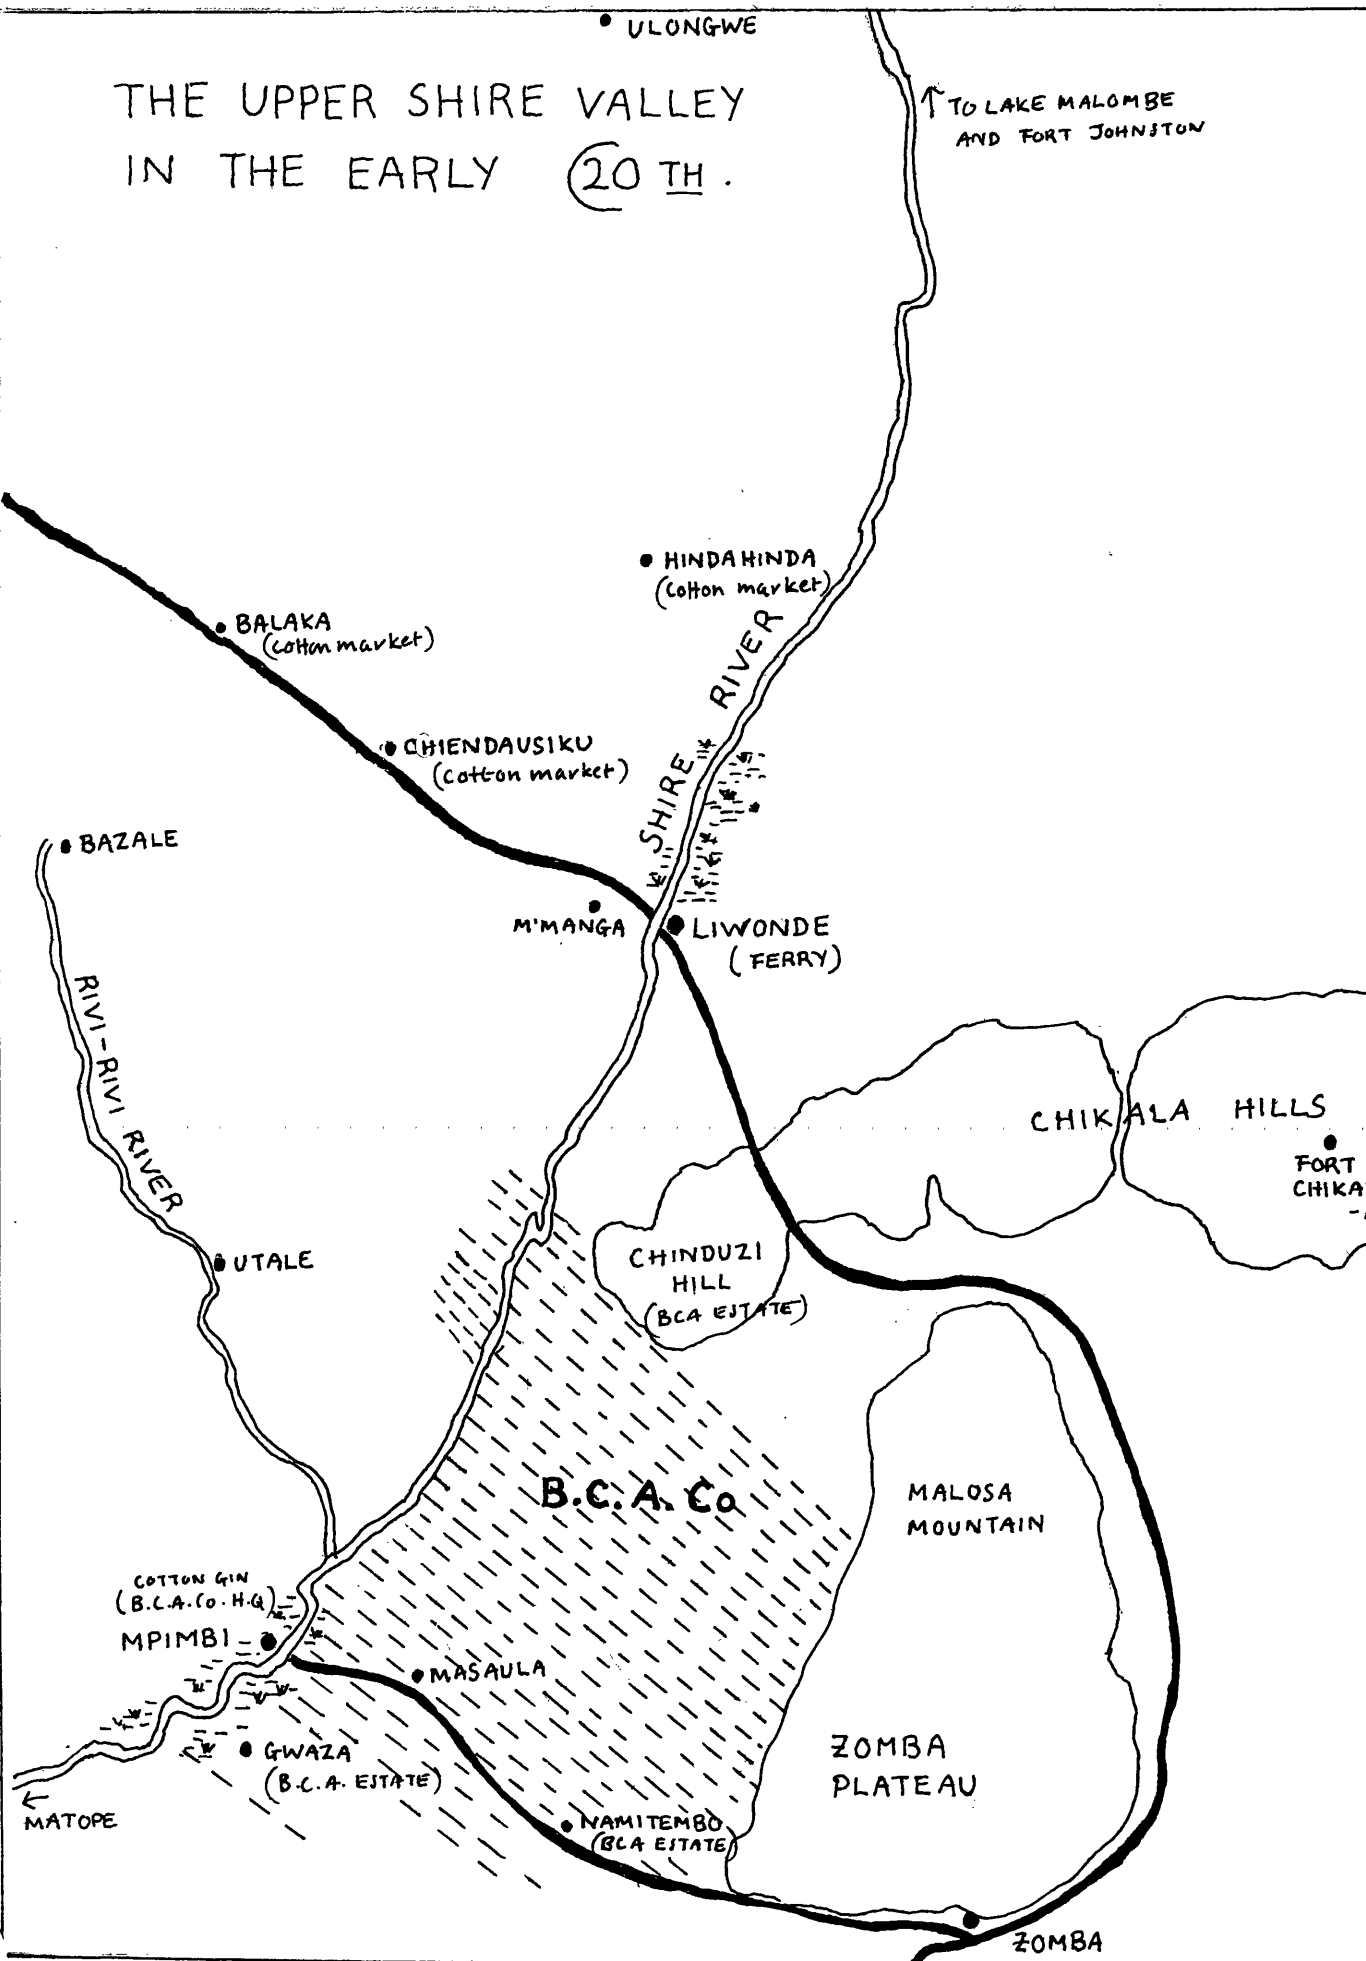 ULONGWE
THE UPPER SHIRE VALLEY
IN THE EARLY 20 TH.
↑ TO LAKE MALOMBE
AND FORT JOHNSTON
HINDAHINDA
(cotton market)
BALAKA
(cotton market)
SHIRE RIVER
CHIENDAUSIKU
(cotton market)
BAZALE
M'MANGA
LIWONDE
(FERRY)
RIVI-RIVI RIVER
CHIKALA HILLS
FORT
CHIKA
UTALE
CHINDUZI
HILL
(BCA ESTATE)
B.C.A. Co
MALOSA
MOUNTAIN
COTTON GIN
(B.C.A.Co. H.Q)
MPIMBI
MASAULA
GWAZA
(B.C.A. ESTATE)
ZOMBA
PLATEAU
←
MATOPE
NAMITEMBO
(BCA ESTATE)
ZOMBA